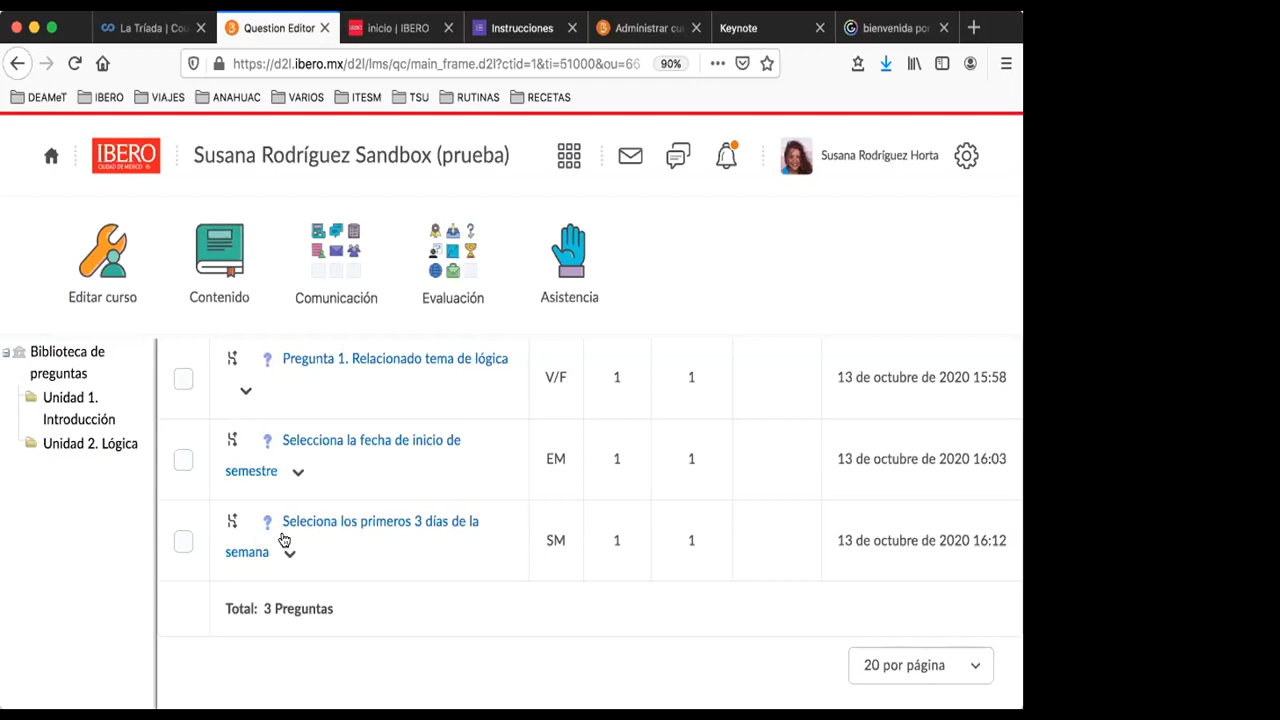 La Tríada | Cou
Question Editor
inicio | IBERO
Instrucciones
Administrar cu
Keynote
bienvenida po
https://d2l.ibero.mx/d2l/lms/qc/main_frame.d2l?ctid=1&ti=51000&ou=66
90%
DEAMeT
IBERO
VIAJES
ANAHUAC
VARIOS
ITESM
TSU
RUTINAS
RECETAS
IBERO
CIUDAD DE MÉXICO
Susana Rodríguez Sandbox (prueba)
Susana Rodríguez Horta
Editar curso
Contenido
Comunicación
Evaluación
Asistencia
Biblioteca de
preguntas
Unidad 1.
Introducción
Unidad 2. Lógica
Pregunta 1. Relacionado tema de lógica
V/F
1
1
13 de octubre de 2020 15:58
Selecciona la fecha de inicio de
semestre
EM
1
1
13 de octubre de 2020 16:03
Seleciona los primeros 3 días de la
semana
SM
1
1
13 de octubre de 2020 16:12
Total: 3 Preguntas
20 por página